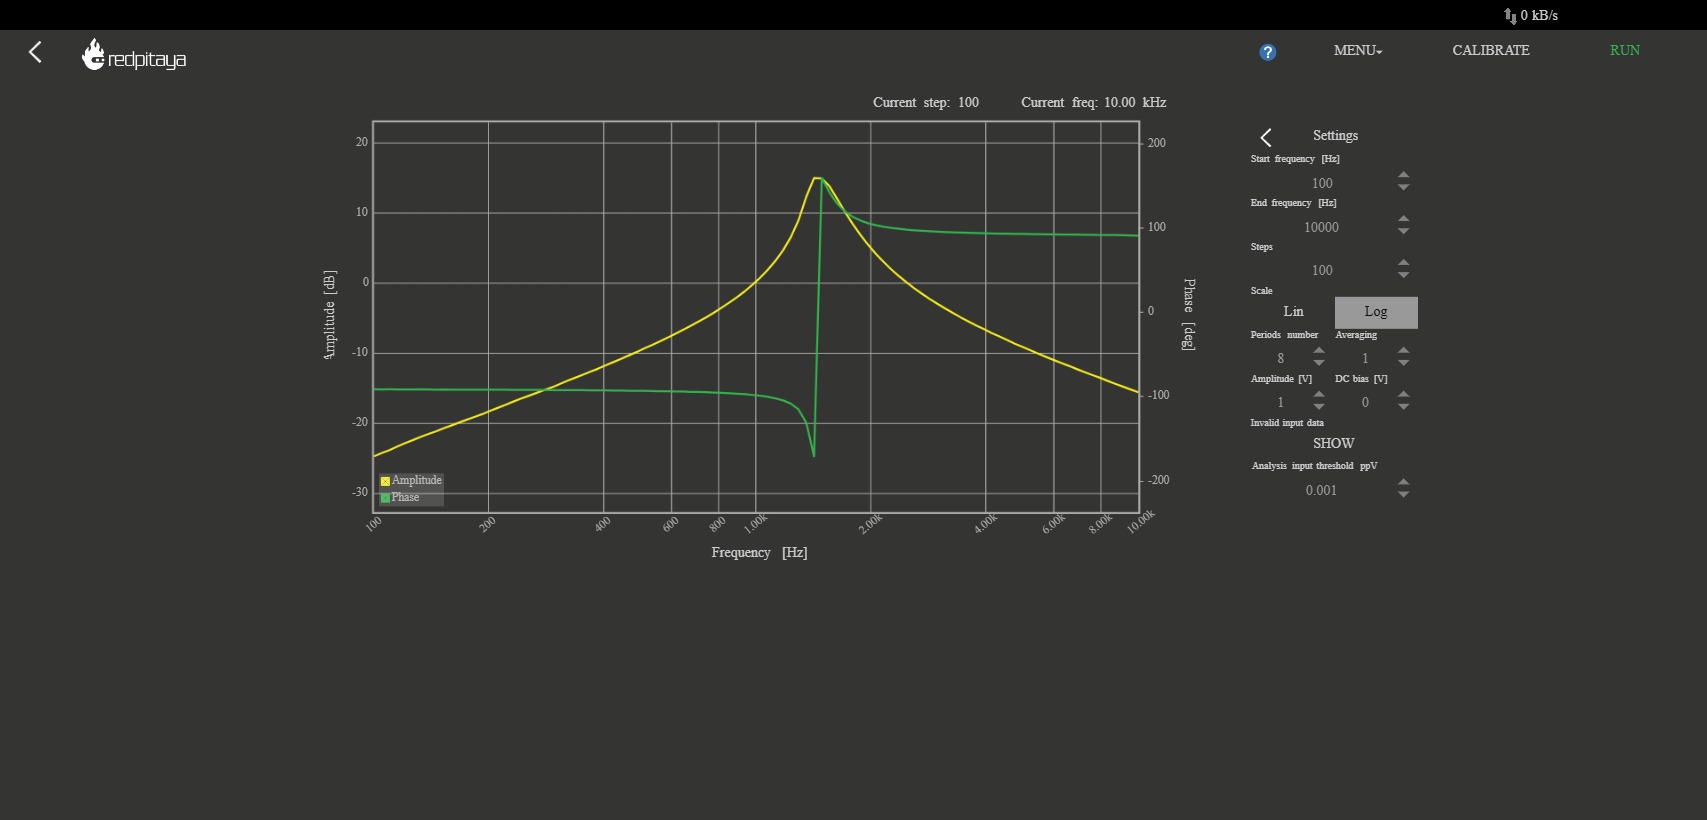 0 kB/s
redpitaya
?
MENU
CALIBRATE
RUN
Current step: 100
Current freq: 10.00 kHz
20
10
0
-10
-20
-30
Amplitude [dB]
200
100
0
-100
-200
Phase [deg]
Amplitude
Phase
100
200
400
600
800
1.00k
2.00k
4.00k
6.00k
8.00k
10.00k
Frequency [Hz]
Settings
Start frequency [Hz]
100
End frequency [Hz]
10000
Steps
100
Scale
Lin Log
Periods number Averaging
8 1
Amplitude [V] DC bias [V]
1 0
Invalid input data
SHOW
Analysis input threshold ppV
0.001